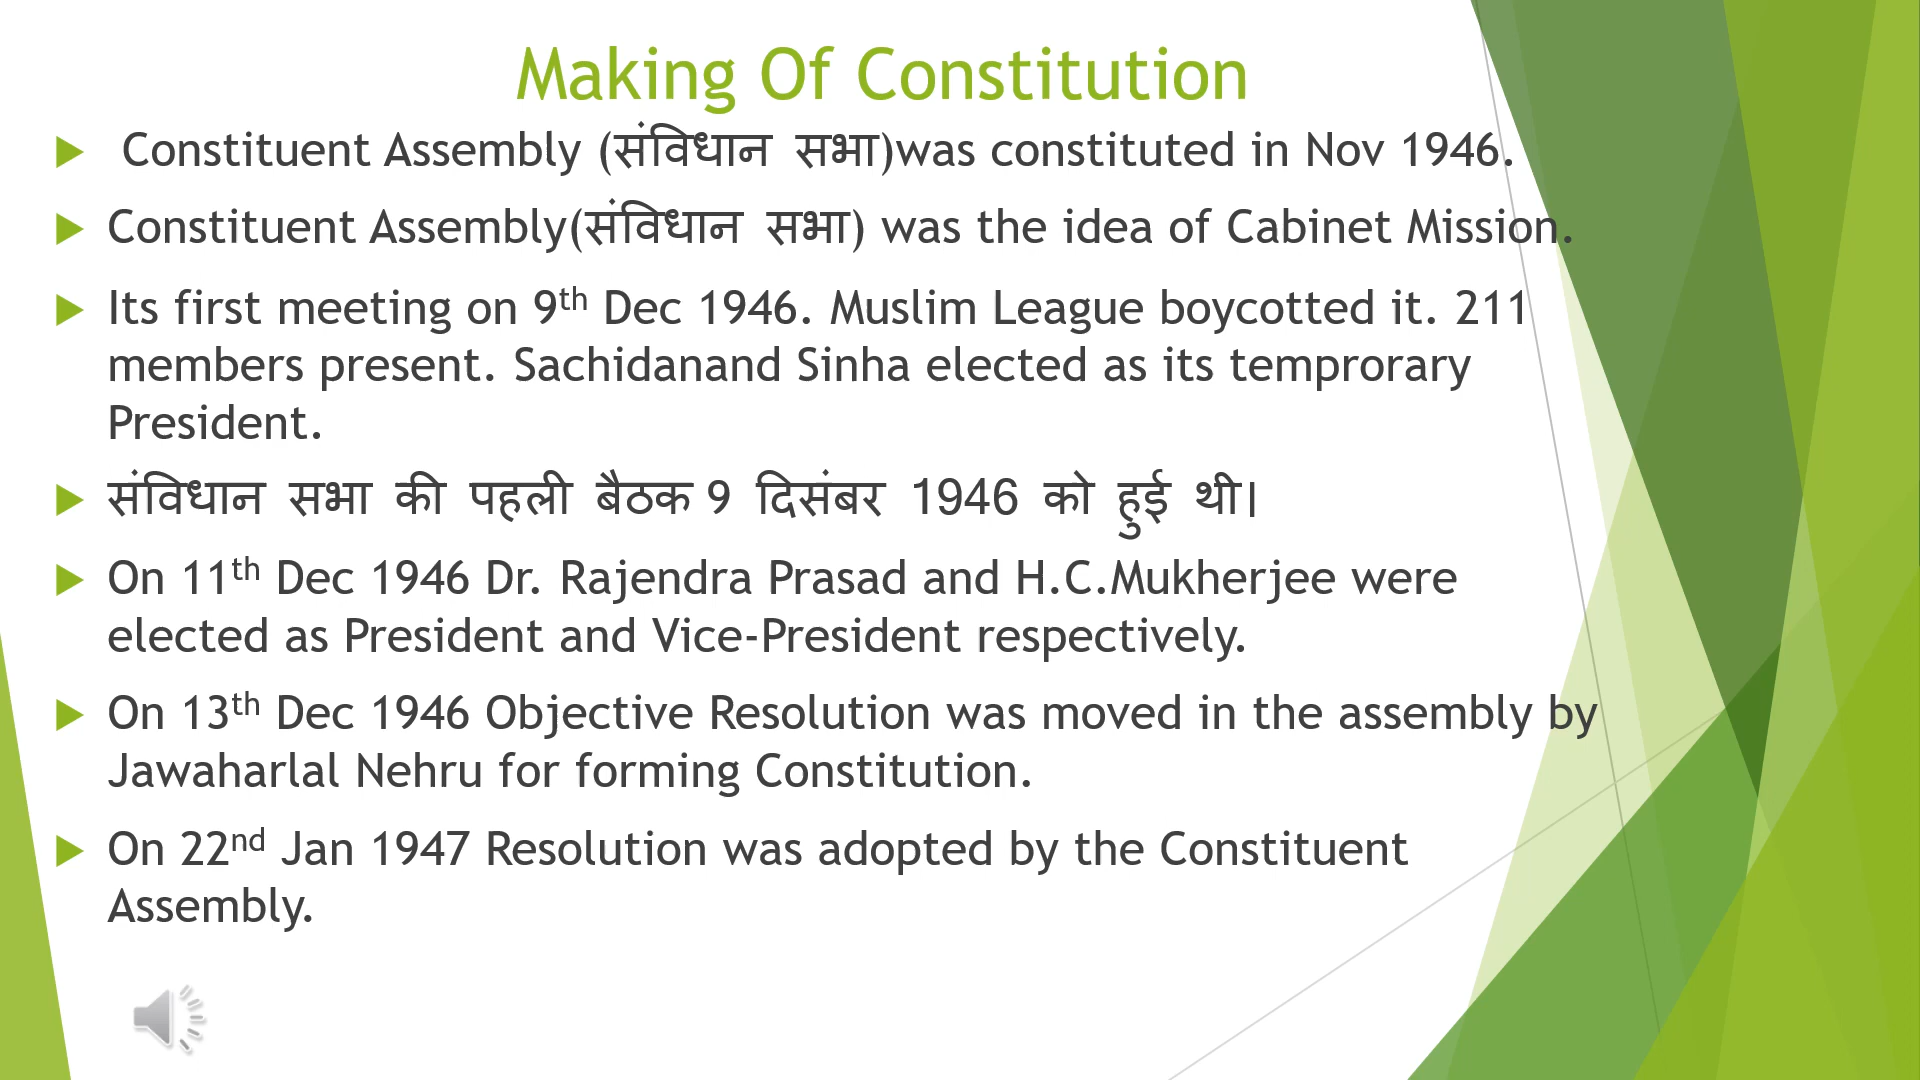 Making Of Constitution
Constituent Assembly (संविधान सभा)was constituted in Nov 1946.
Constituent Assembly(संविधान सभा) was the idea of Cabinet Mission.
Its first meeting on 9th Dec 1946. Muslim League boycotted it. 211
members present. Sachidanand Sinha elected as its temprorary
President.
संविधान सभा की पहली बैठक 9 दिसंबर 1946 को हुई थी।
On 11th Dec 1946 Dr. Rajendra Prasad and H.C.Mukherjee were
elected as President and Vice-President respectively.
On 13th Dec 1946 Objective Resolution was moved in the assembly by
Jawaharlal Nehru for forming Constitution.
On 22nd Jan 1947 Resolution was adopted by the Constituent
Assembly.